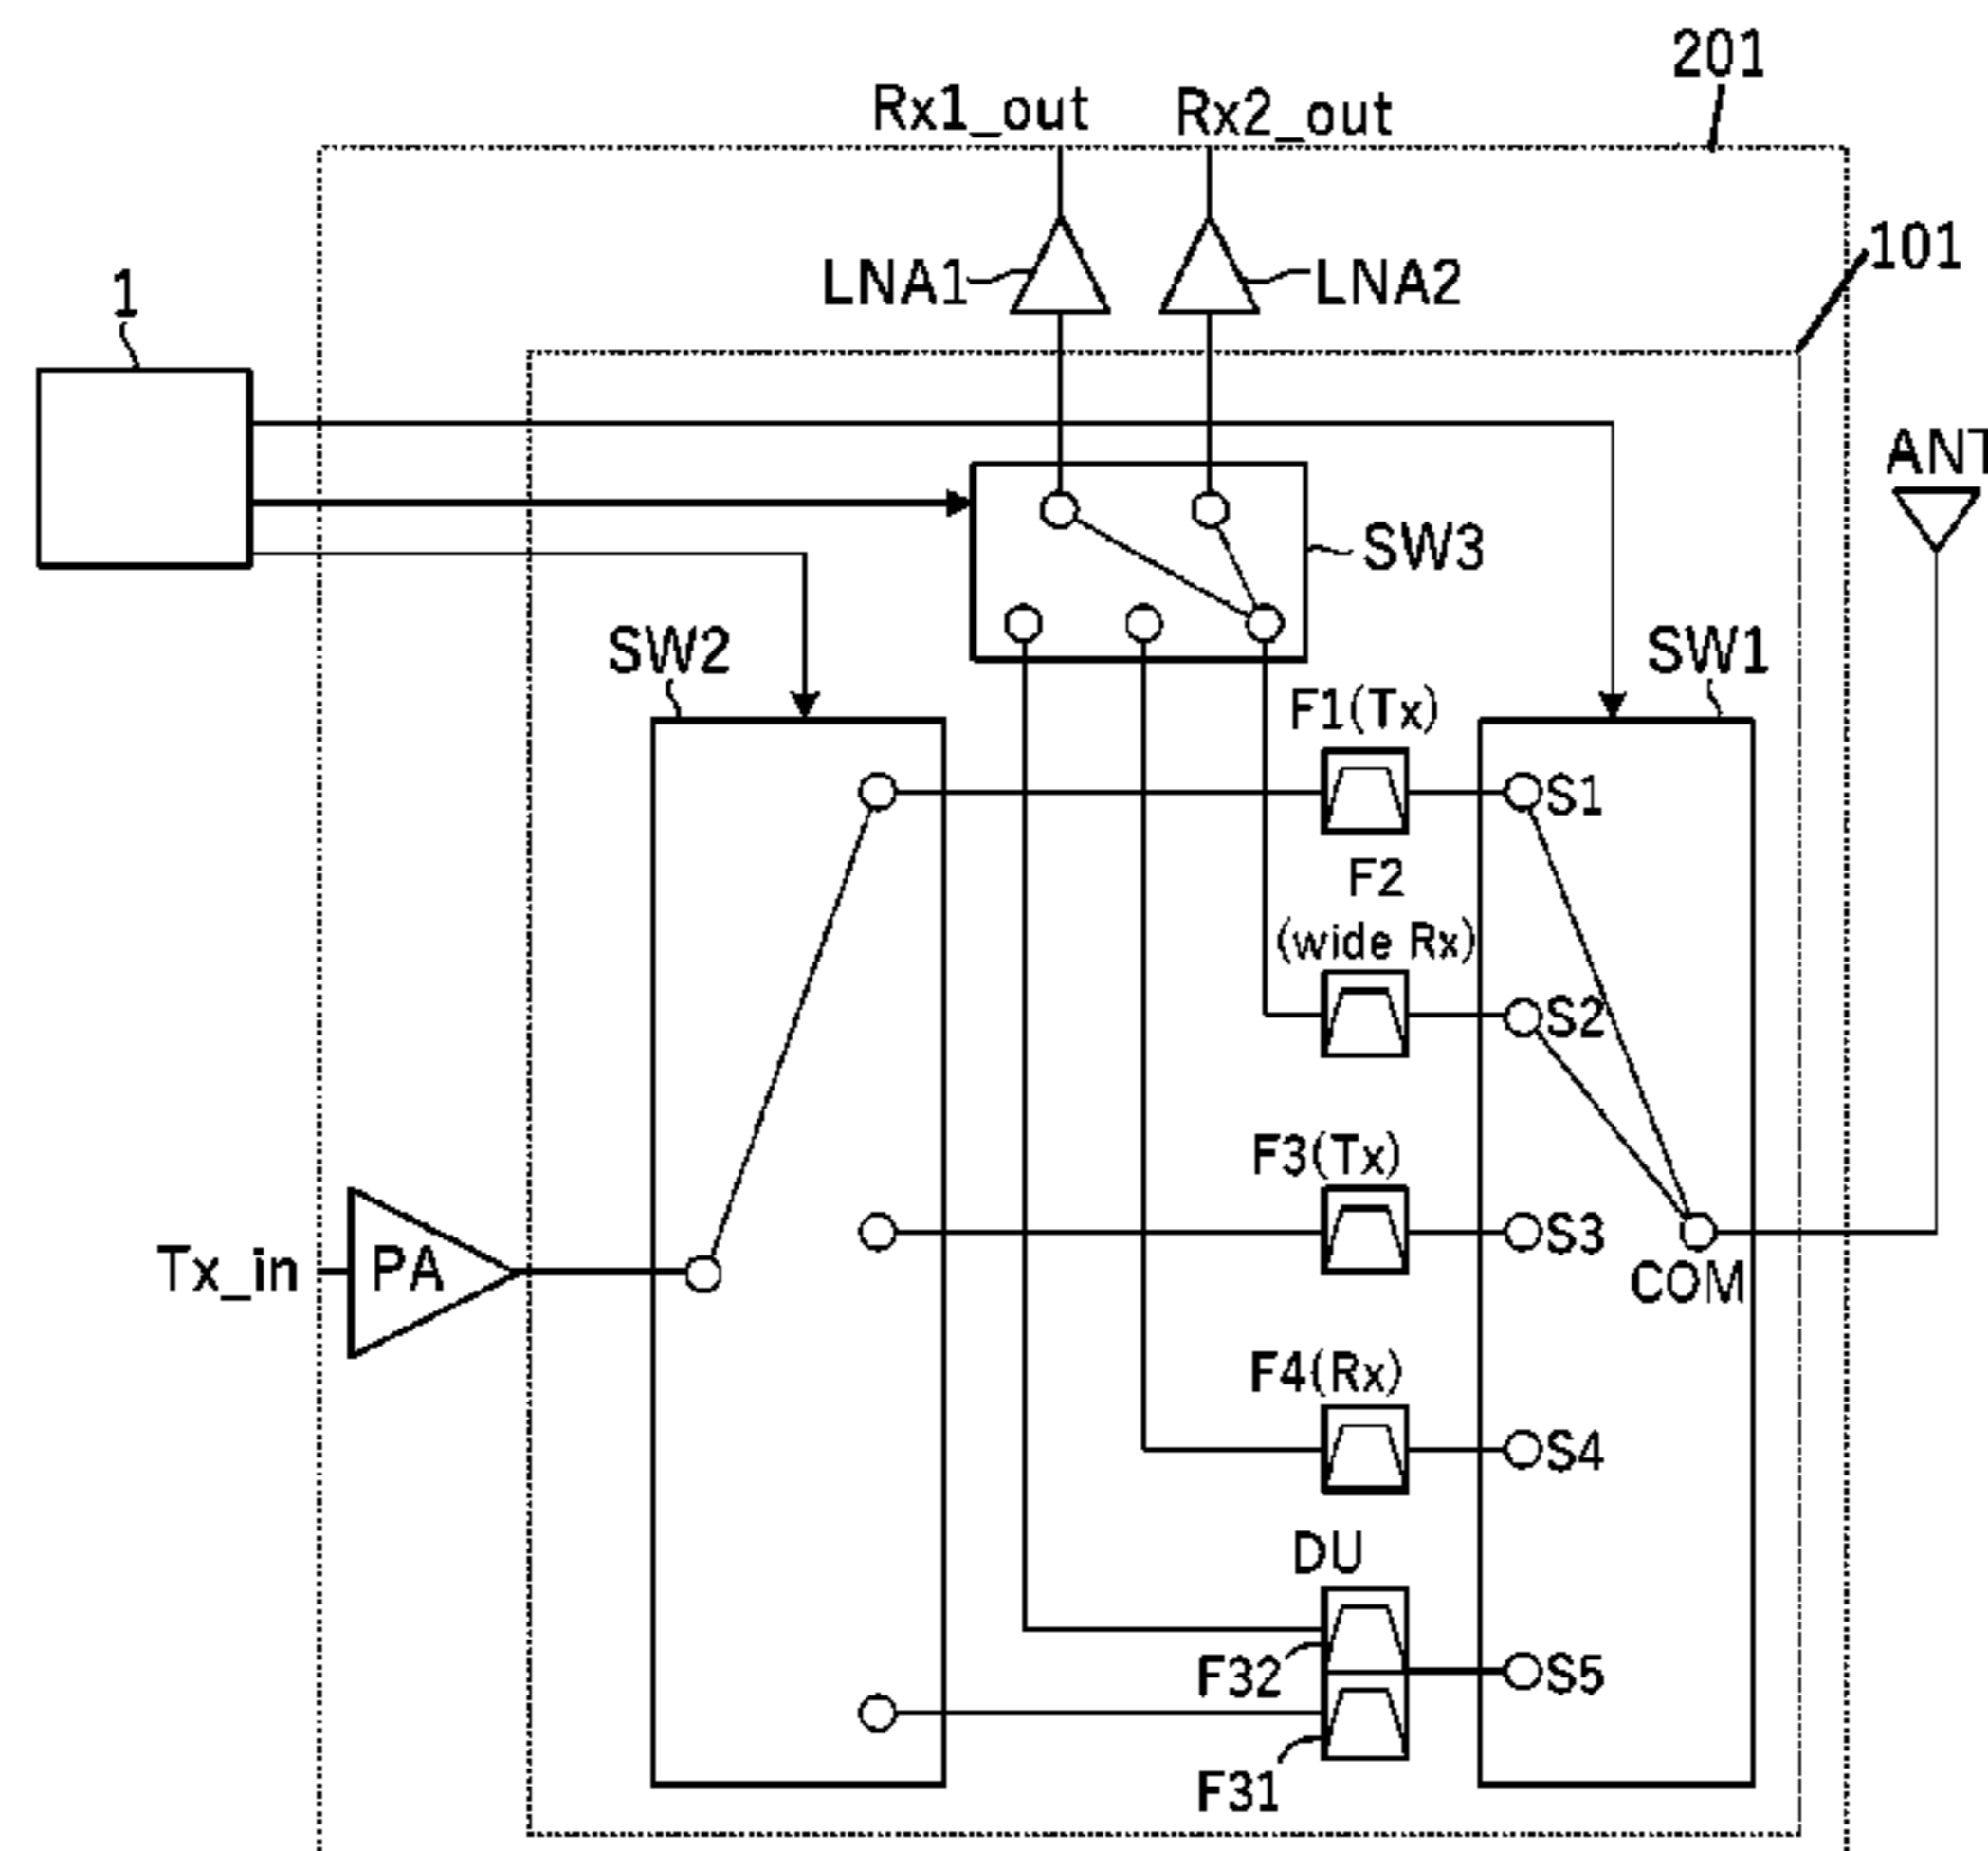 201
Rx1_out
Rx2_out
101
LNA1
LNA2
1
ANT
SW3
SW2
SW1
F1(Tx)
S1
F2
(wide Rx)
S2
F3(Tx)
S3
Tx_in
PA
COM
F4(Rx)
S4
DU
F32
S5
F31